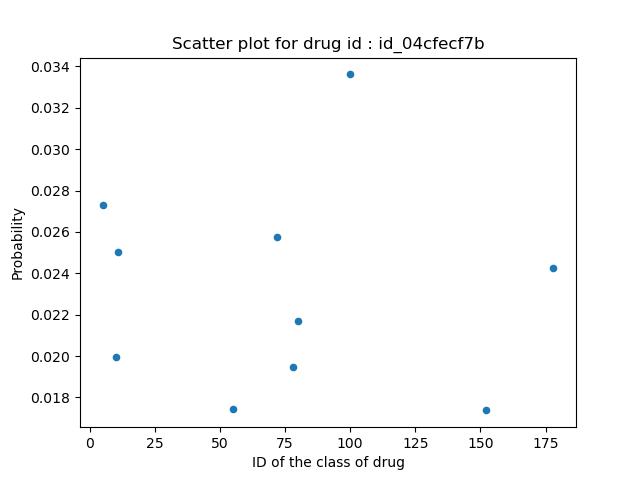 Scatter plot for drug id : id_04cfecf7b
0.034
0.032
0.030
0.028
0.026
0.024
0.022
0.020
0.018
Probability
0 25 50 75 100 125 150 175
ID of the class of drug